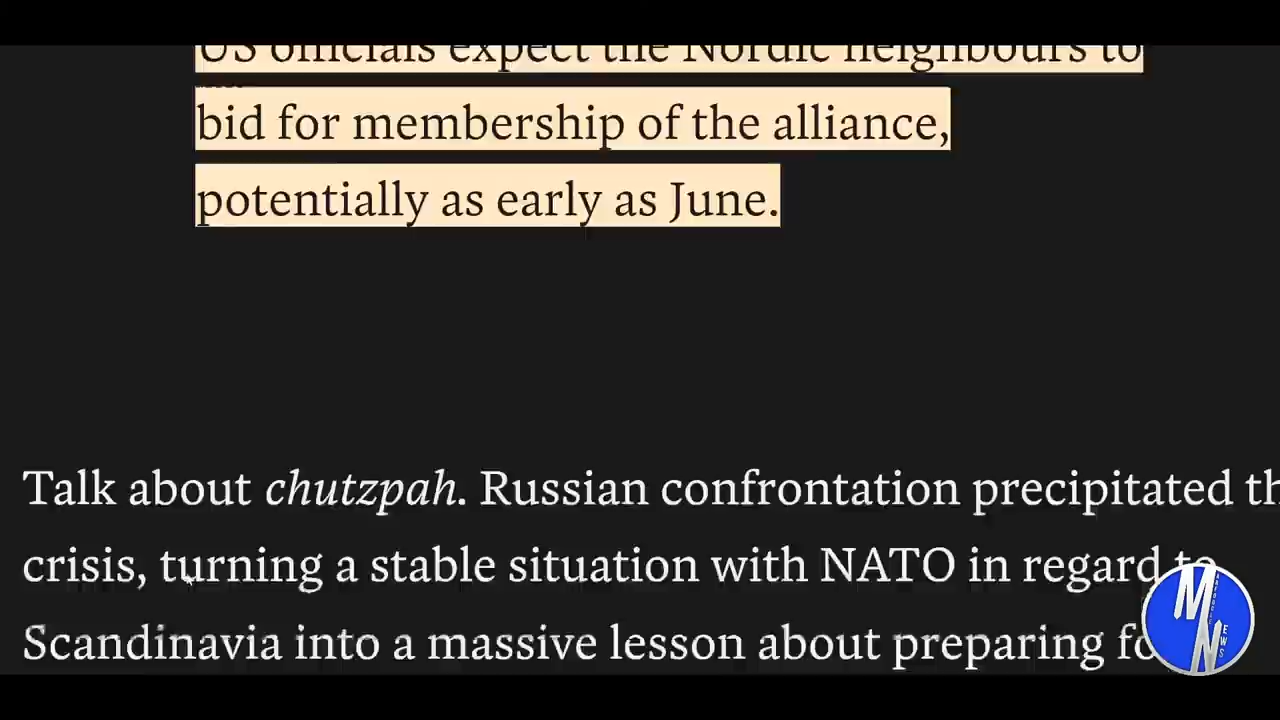 US officials expect the Nordic neighbours to
bid for membership of the alliance,
potentially as early as June.
Talk about chutzpah. Russian confrontation precipitated
crisis, turning a stable situation with NATO in regard to
Scandinavia into a massive lesson about preparing
MN